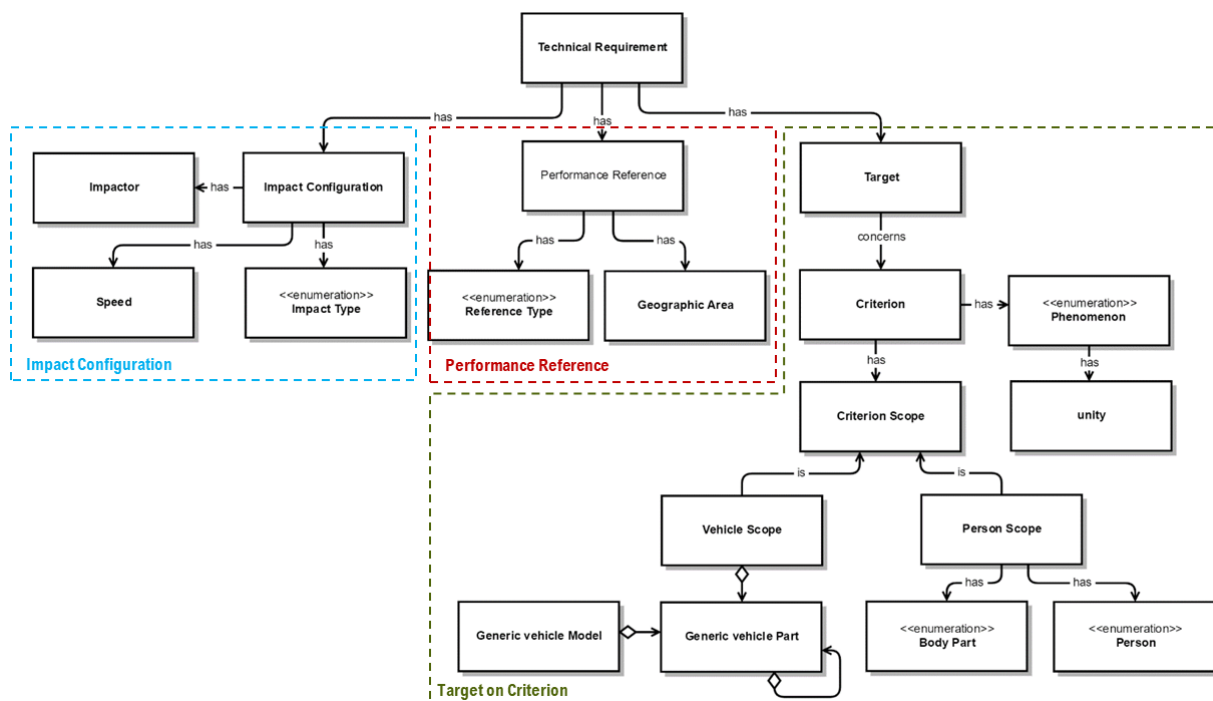 Technical Requirement
has
has
has
Impactor
has
Impact Configuration
Performance Reference
Target
has
has
has
has
concerns
Speed
<<enumeration>>
Impact Type
<<enumeration>>
Reference Type
Geographic Area
Criterion
has
<<enumeration>>
Phenomenon
Impact Configuration
Performance Reference
has
has
Criterion Scope
unity
is
is
Vehicle Scope
Person Scope
has
has
Generic vehicle Model
Generic vehicle Part
<<enumeration>>
Body Part
<<enumeration>>
Person
Target on Criterion